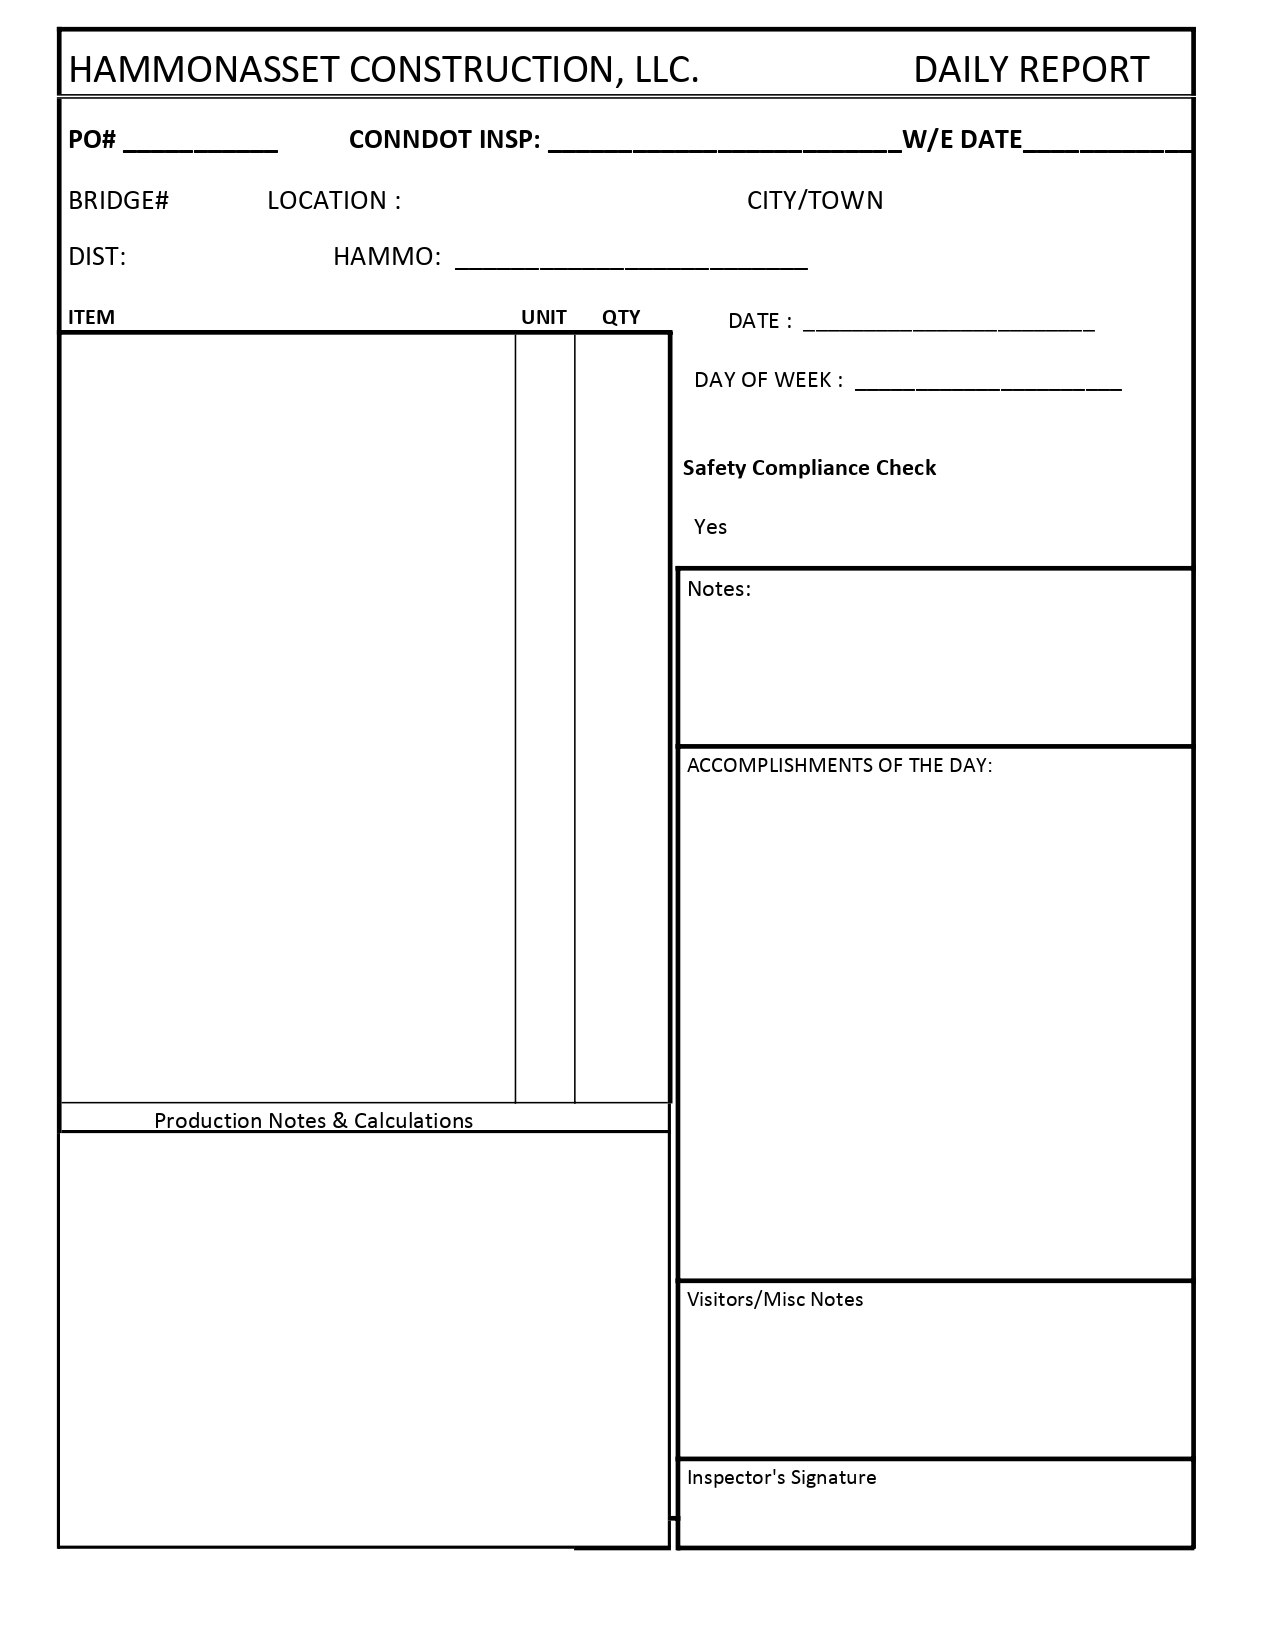 HAMMONASSET CONSTRUCTION, LLC. DAILY REPORT
PO# ___________ CONNDOT INSP: _________________________W/E DATE____________
BRIDGE# LOCATION : CITY/TOWN
DIST: HAMMO: _________________________
ITEM UNIT QTY
DATE : ________________________
DAY OF WEEK : ______________________
Safety Compliance Check
Yes
Notes:
ACCOMPLISHMENTS OF THE DAY:
Production Notes & Calculations
Visitors/Misc Notes
Inspector's Signature